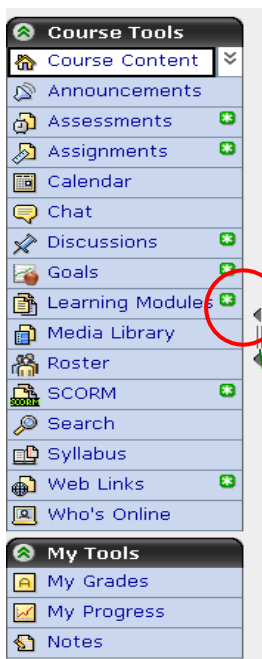 Course Tools
Course Content
Announcements
Assessments
Assignments
Calendar
Chat
Discussions
Goals
Learning Modules
Media Library
Roster
SCORM
SCORM
Search
Syllabus
Web Links
Who's Online
My Tools
A My Grades
My Progress
Notes